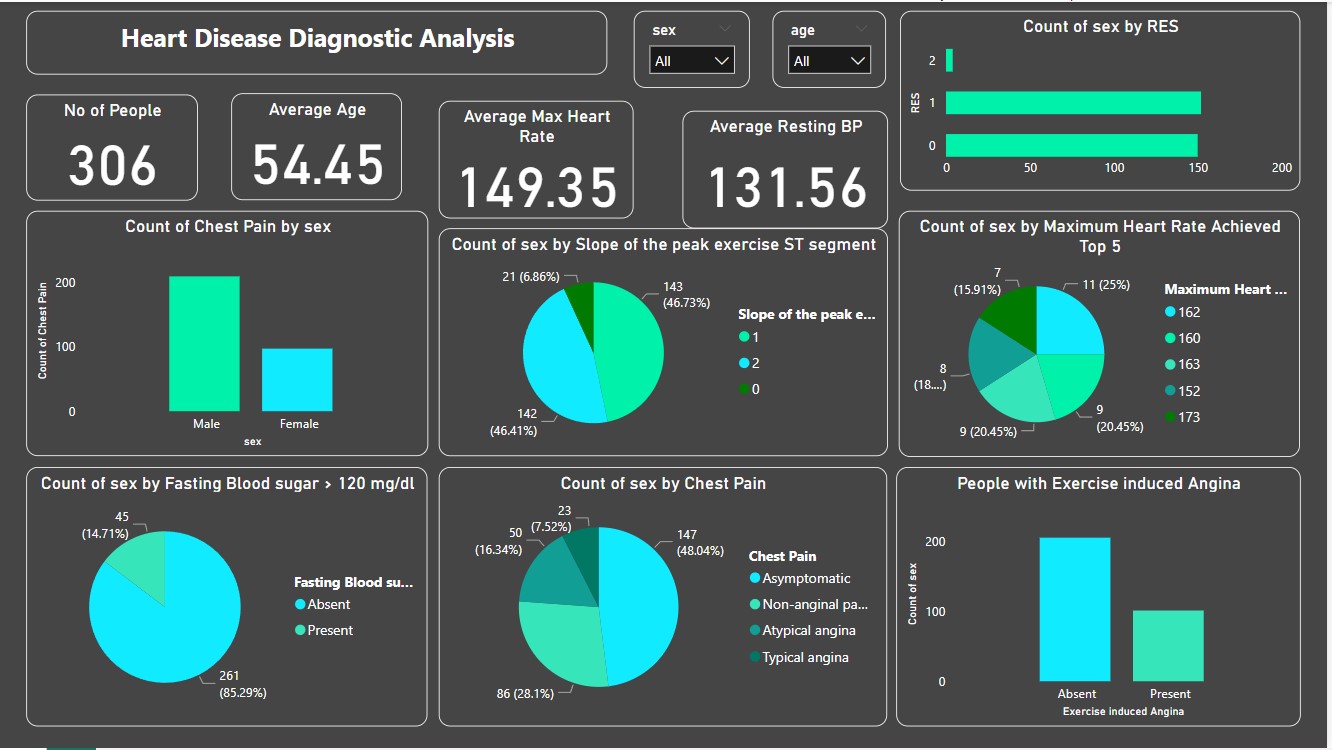 Heart Disease Diagnostic Analysis
sex
All
age
All
No of People
306
Average Age
54.45
Average Max Heart
Rate
149.35
Average Resting BP
131.56
Count of sex by RES
RES
2
1
0
0
50
100
150
200
Count of Chest Pain by sex
Count of Chest Pain
200
100
0
Male
Female
sex
Count of sex by Slope of the peak exercise ST segment
21 (6.86%)
143
(46.73%)
142
(46.41%)
Slope of the peak e...
1
2
0
Count of sex by Maximum Heart Rate Achieved
Top 5
7
(15.91%)
11 (25%)
8
(18....)
9 (20.45%)
9
(20.45%)
Maximum Heart ...
162
160
163
152
173
Count of sex by Fasting Blood sugar > 120 mg/dl
45
(14.71%)
261
(85.29%)
Fasting Blood su...
Absent
Present
Count of sex by Chest Pain
23
(7.52%)
50
(16.34%)
147
(48.04%)
86 (28.1%)
Chest Pain
Asymptomatic
Non-anginal pa...
Atypical angina
Typical angina
People with Exercise induced Angina
Count of sex
200
100
0
Absent
Present
Exercise induced Angina